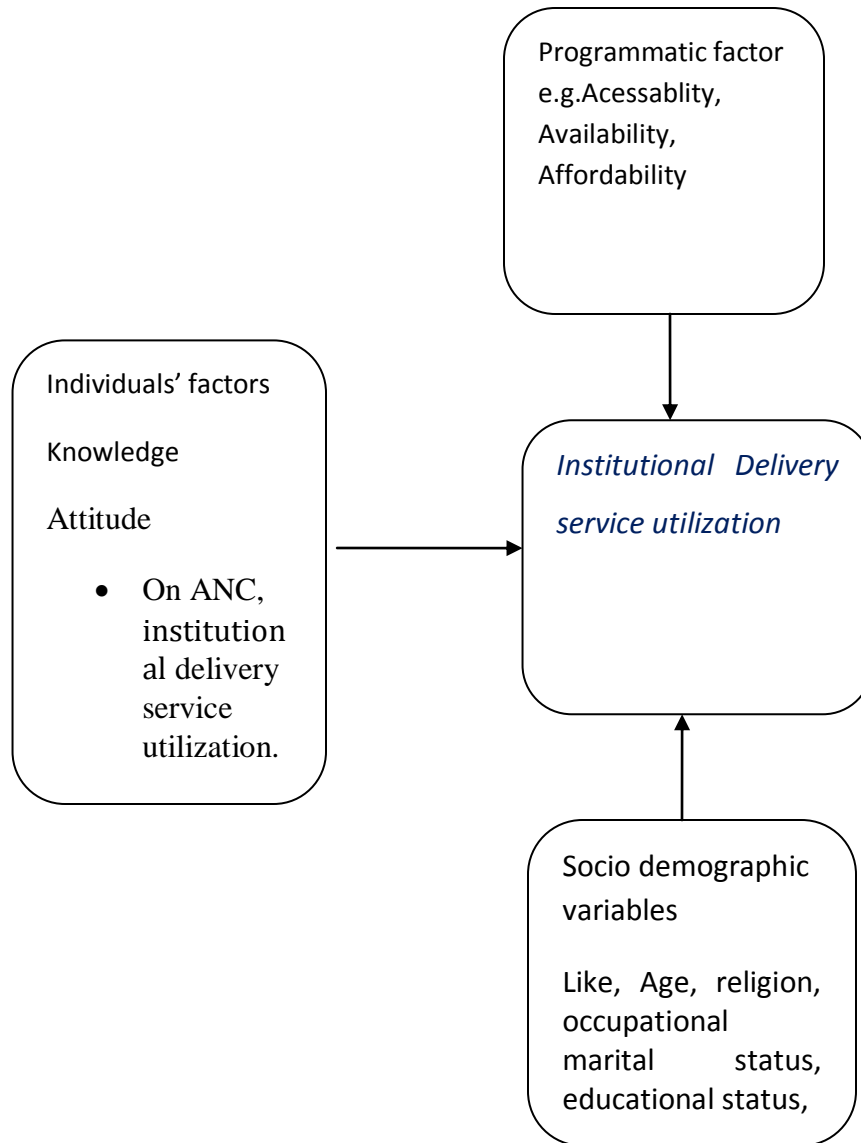 Programmatic factor
e.g.Acessablity,
Availability,
Affordability
Individuals’ factors
Knowledge
Attitude
• On ANC,
institution
al delivery
service
utilization.
Institutional Delivery
service utilization
Socio demographic
variables
Like, Age, religion,
occupational
marital status,
educational status,